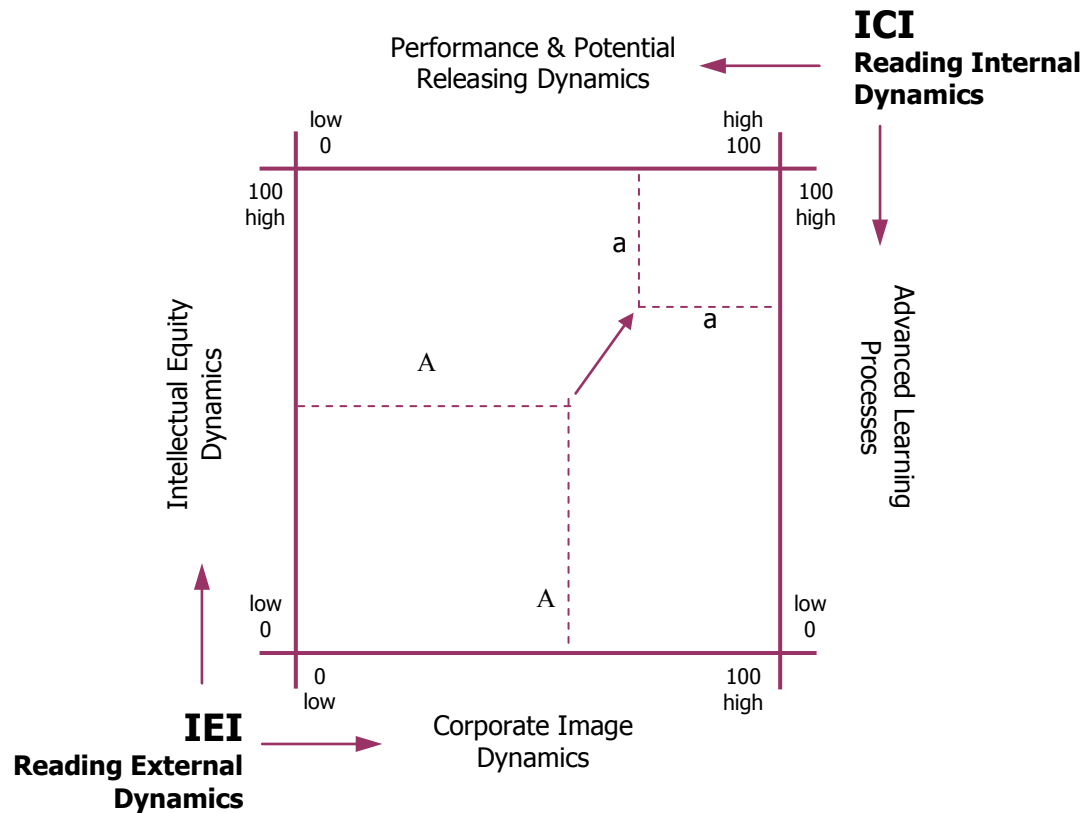 ICI
Reading Internal
Dynamics
Performance & Potential
Releasing Dynamics
low
0
high
100
100
high
100
high
a
a
Intellectual Equity
Dynamics
Advanced Learning
Processes
A
A
low
0
low
0
0
low
100
high
IEI
Reading External
Dynamics
Corporate Image
Dynamics